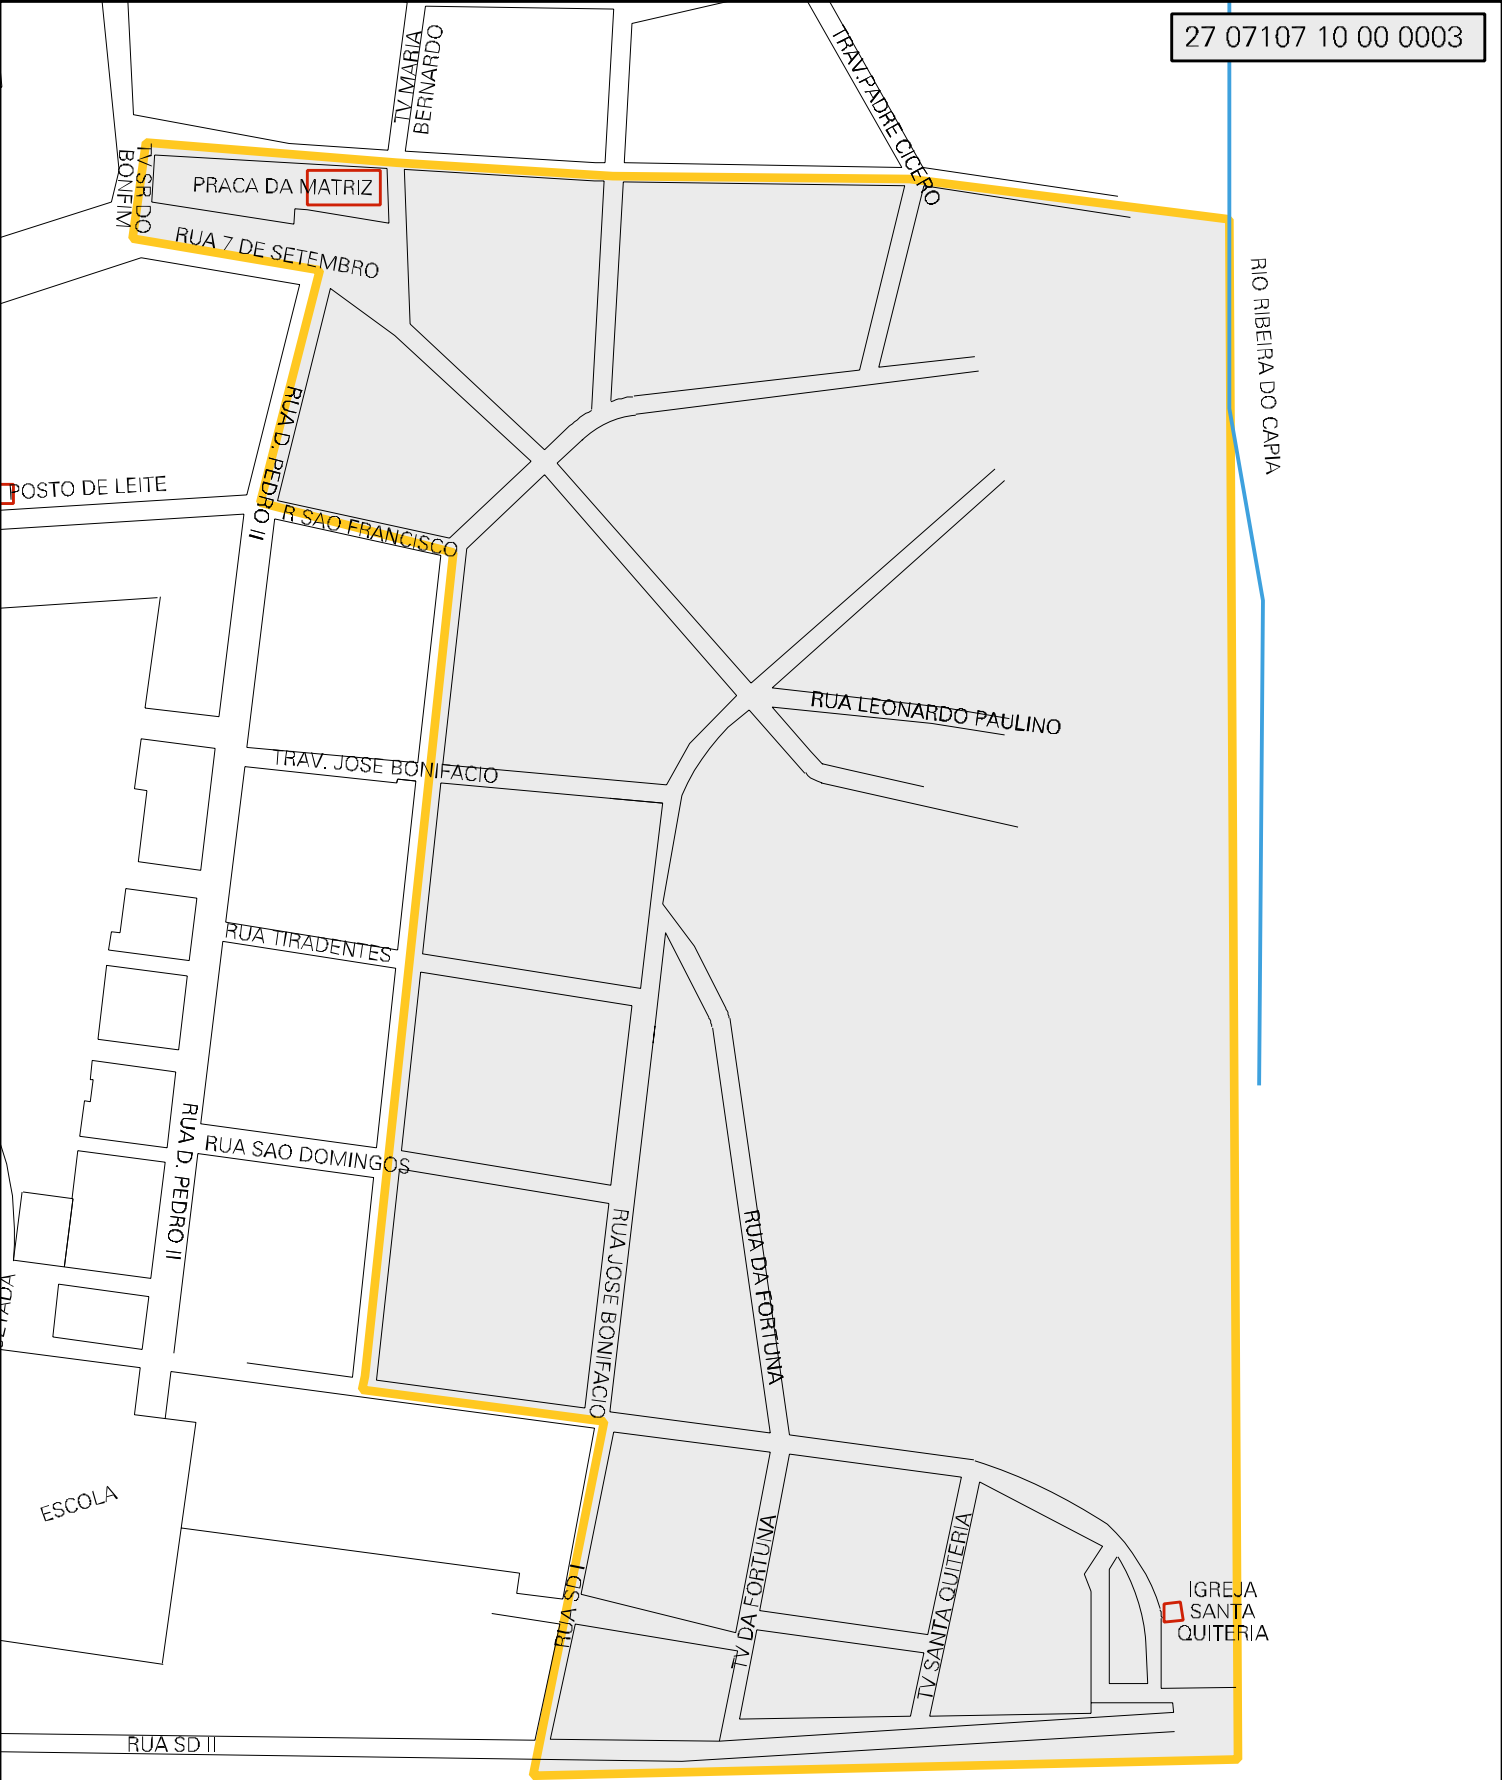 27 07107 10 00 0003
TV MARIA
BERNARDO
TRAV.PADRE CICERO
TV SR DO
BONFIM
PRACA DA MATRIZ
RUA 7 DE SETEMBRO
RIO RIBEIRA DO CAPIA
RUA D. PEDRO II
POSTO DE LEITE
R SAO FRANCISCO
RUA LEONARDO PAULINO
TRAV. JOSE BONIFACIO
RUA TIRADENTES
RUA D. PEDRO II
RUA SAO DOMINGOS
RUA JOSE BONIFACIO
RUA DA FORTUNA
ESCOLA
RUA SD I
TV DA FORTUNA
TV SANTA QUITERIA
IGREJA
SANTA
QUITERIA
RUA SD II